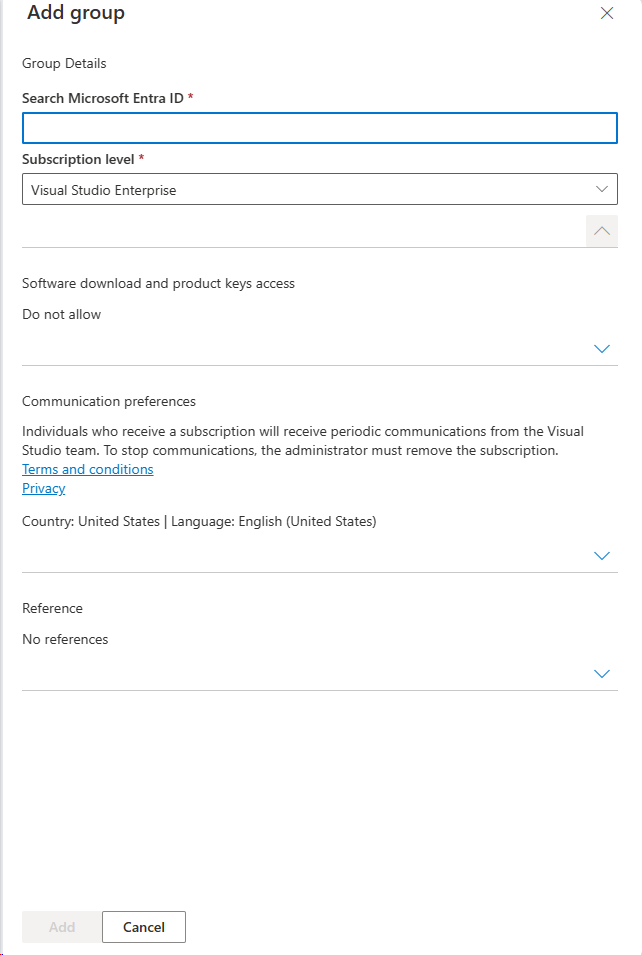 Add group
Group Details
Search Microsoft Entra ID *
Subscription level *
Visual Studio Enterprise
Software download and product keys access
Do not allow
Communication preferences
Individuals who receive a subscription will receive periodic communications from the Visual
Studio team. To stop communications, the administrator must remove the subscription.
Terms and conditions
Privacy
Country: United States | Language: English (United States)
Reference
No references
Add
Cancel